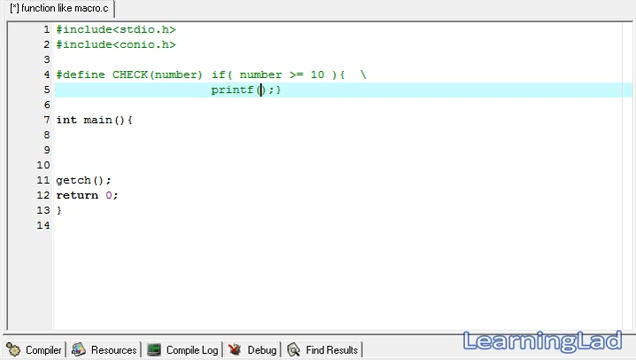 [*] function like macro.c
1 #include<stdio.h>
2 #include<conio.h>
3
4 #define CHECK(number) if( number >= 10 ){ \
5 printf();}
6
7 int main(){
8
9
10
11 getch();
12 return 0;
13 }
14
LearningLad
Compiler Resources Compile Log Debug Find Results